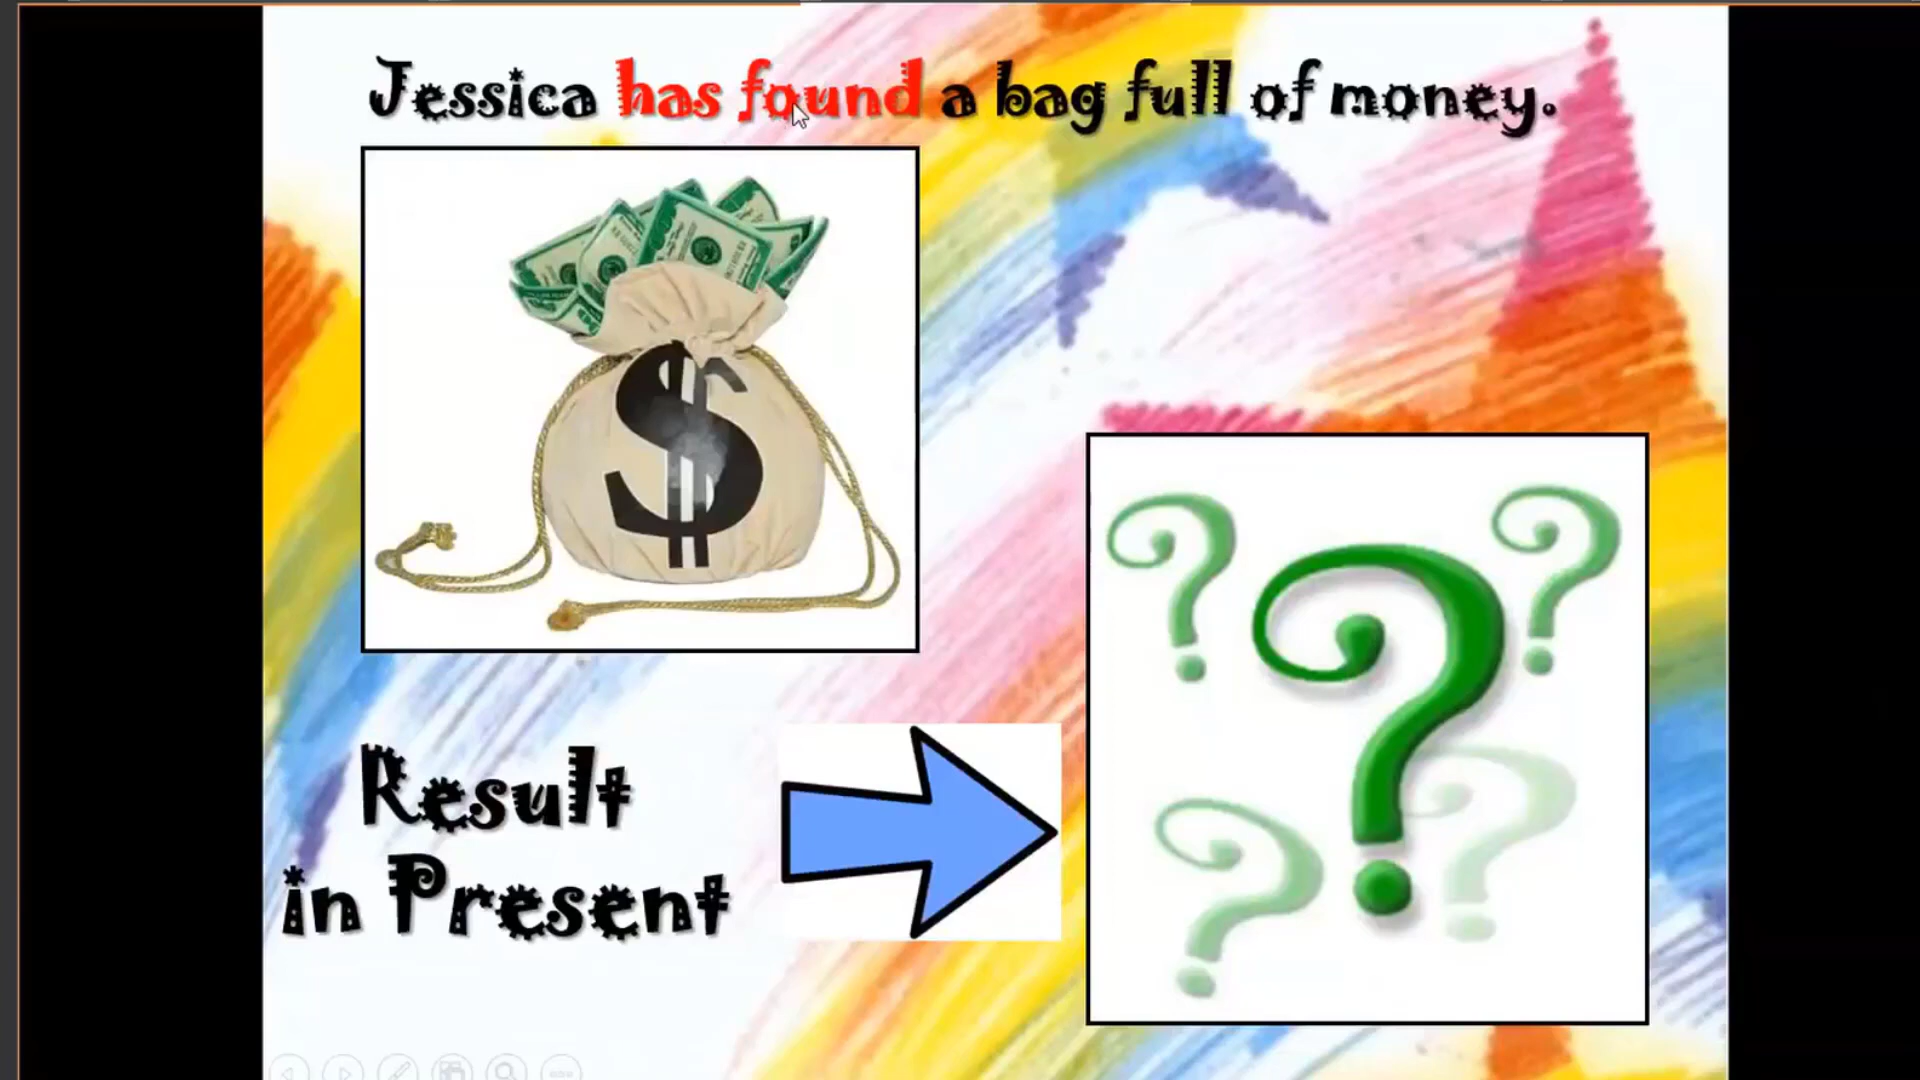 Jessica has found a bag full of money.
$
Result
in Present